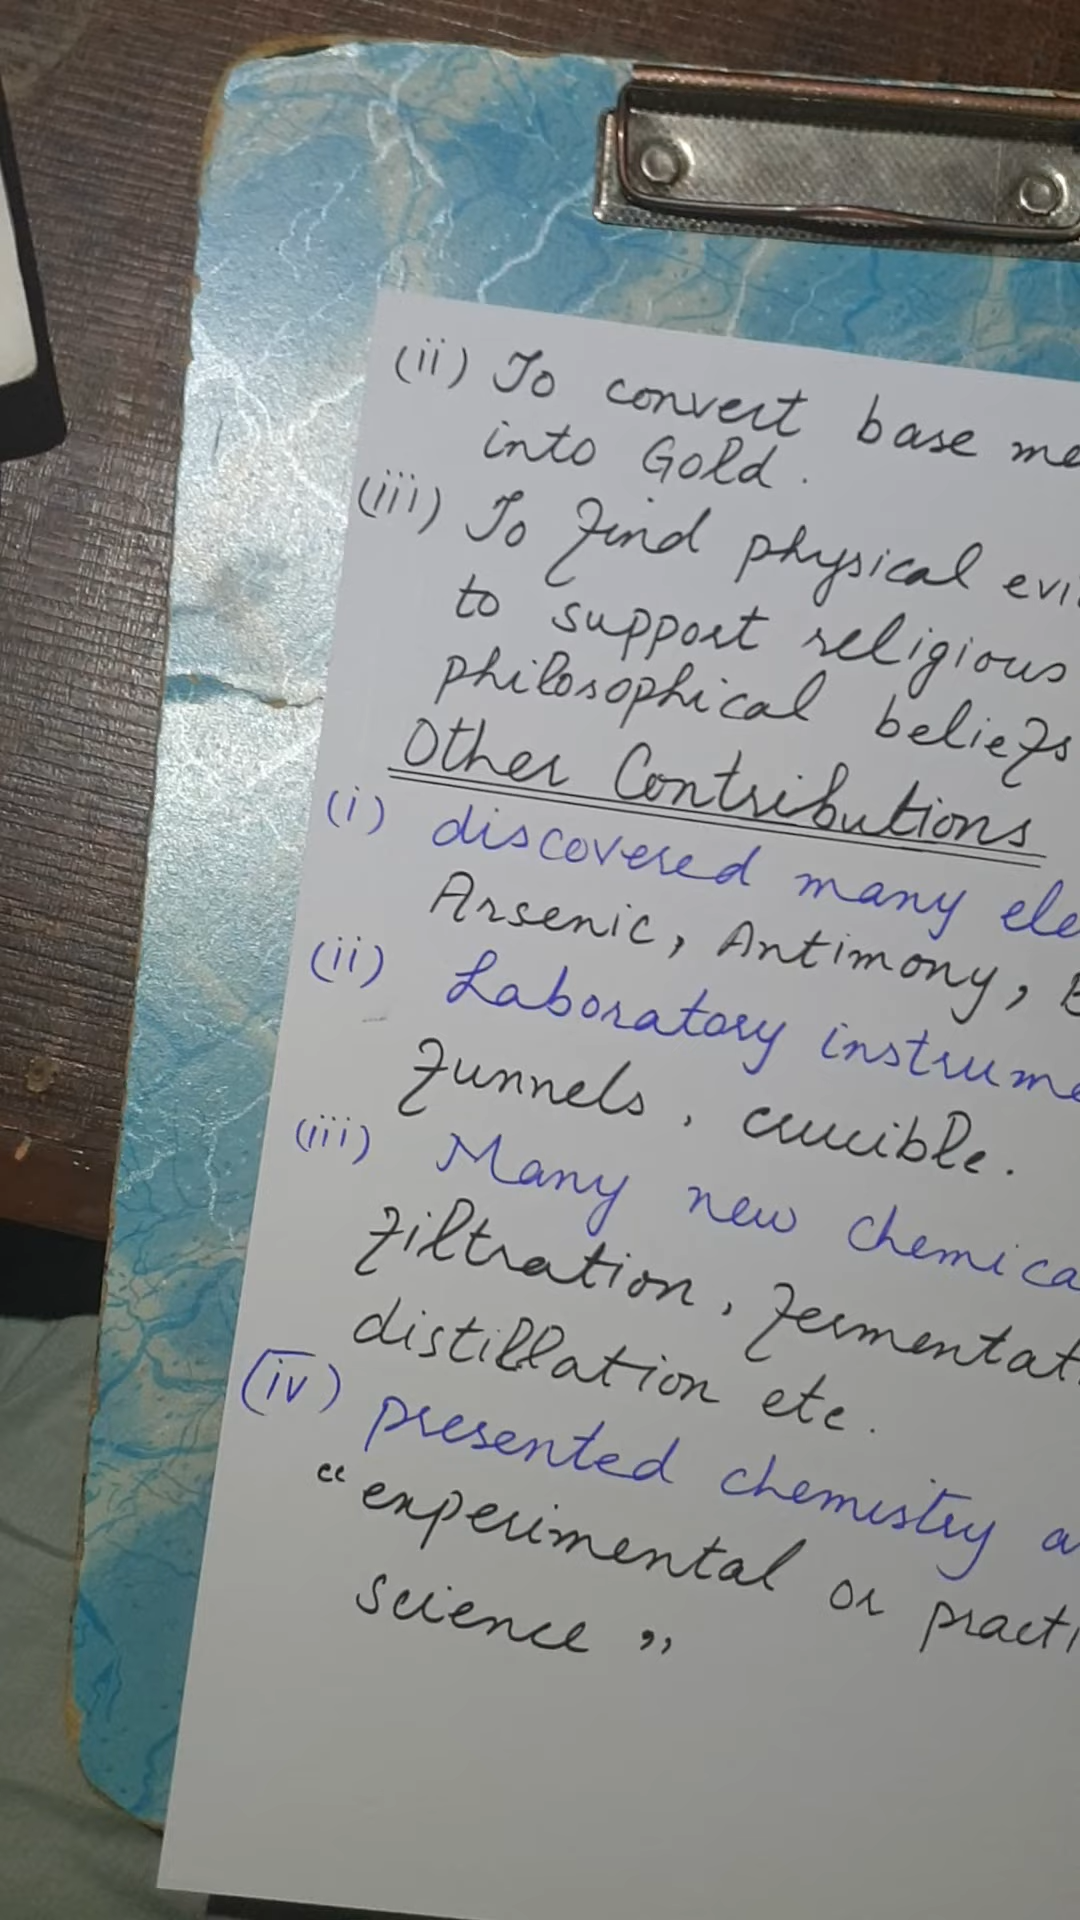 (ii) To convert base me
into Gold.
(iii) To find physical evi
to support religious
philosophical beliefs
Other Contributions
(i) discovered many ele
Arsenic, Antimony, B
(ii) Laboratory instrume
funnels, crucible.
(iii) Many new chemica
filtration, fermentat
distillation etc.
(iv) presented chemistry a
"experimental or practi
science"